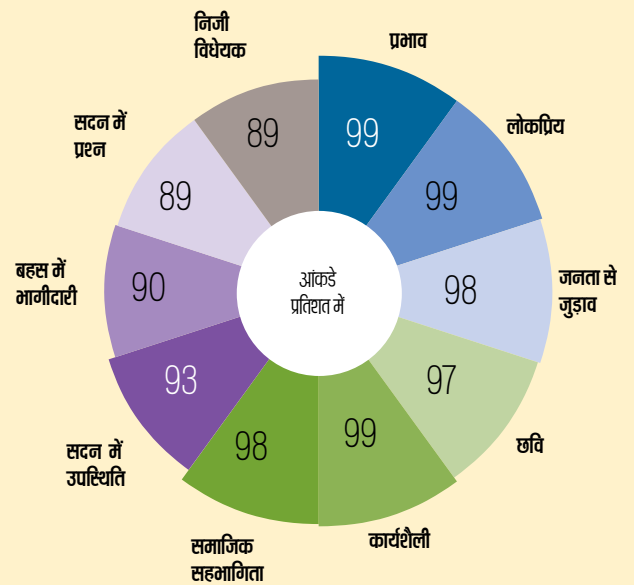 निजी
विधेयक
प्रभाव
लोकप्रिय
जनता से
जुड़ाव
छवि
कार्यशैली
समाजिक
सहभागिता
सदन में
उपस्थिति
बहस में
भागीदारी
सदन में
प्रश्न
89
99
99
98
97
99
98
93
90
89
आंकडे
प्रतिशत में